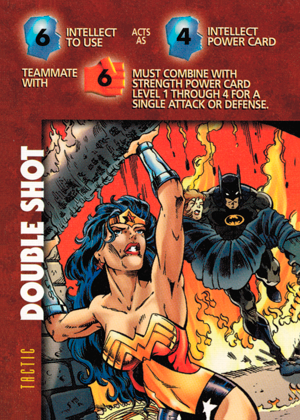 6 INTELLECT TO USE ACTS AS 4 INTELLECT POWER CARD
TEAMMATE WITH 6 MUST COMBINE WITH
STRENGTH POWER CARD
LEVEL 1 THROUGH 4 FOR A
SINGLE ATTACK OR DEFENSE.
TACTIC DOUBLE SHOT